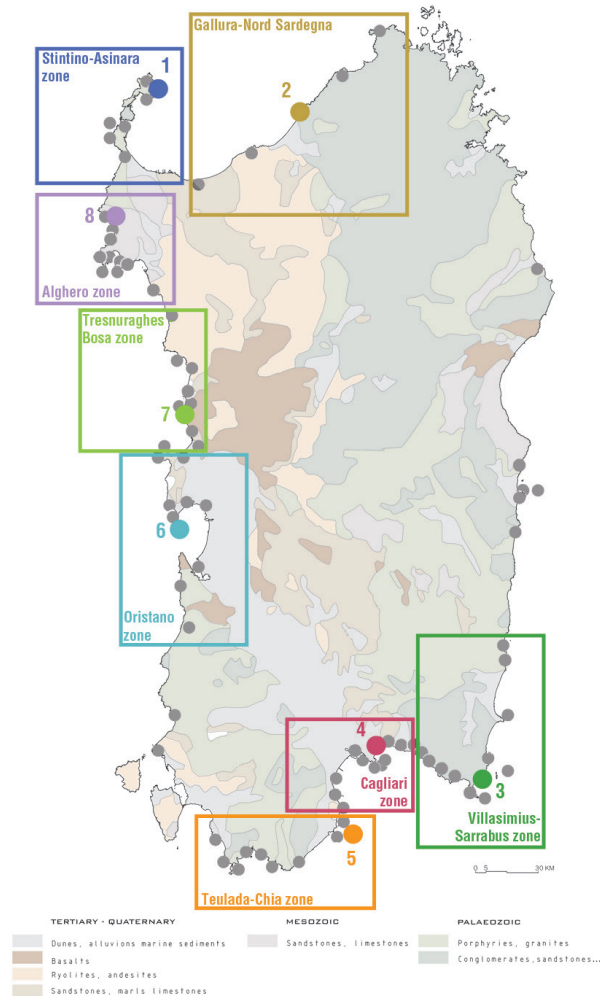 Gallura-Nord Sardegna
Stintino-Asinara
zone
1
2
8
Alghero zone
Tresnuraghes
Bosa zone
7
6
Oristano
zone
4
Cagliari
zone
3
Villasimius-
Sarrabus zone
5
Teulada-Chia zone
0 5 30 KM
TERTIARY - QUATERNARY
Dunes, alluvions marine sediments
Basalts
Ryolites, andesites
Sandstones, marls limestones
MESOZOIC
Sandstones, limestones
PALAEOZOIC
Porphyries, granites
Conglomerates,sandstones...